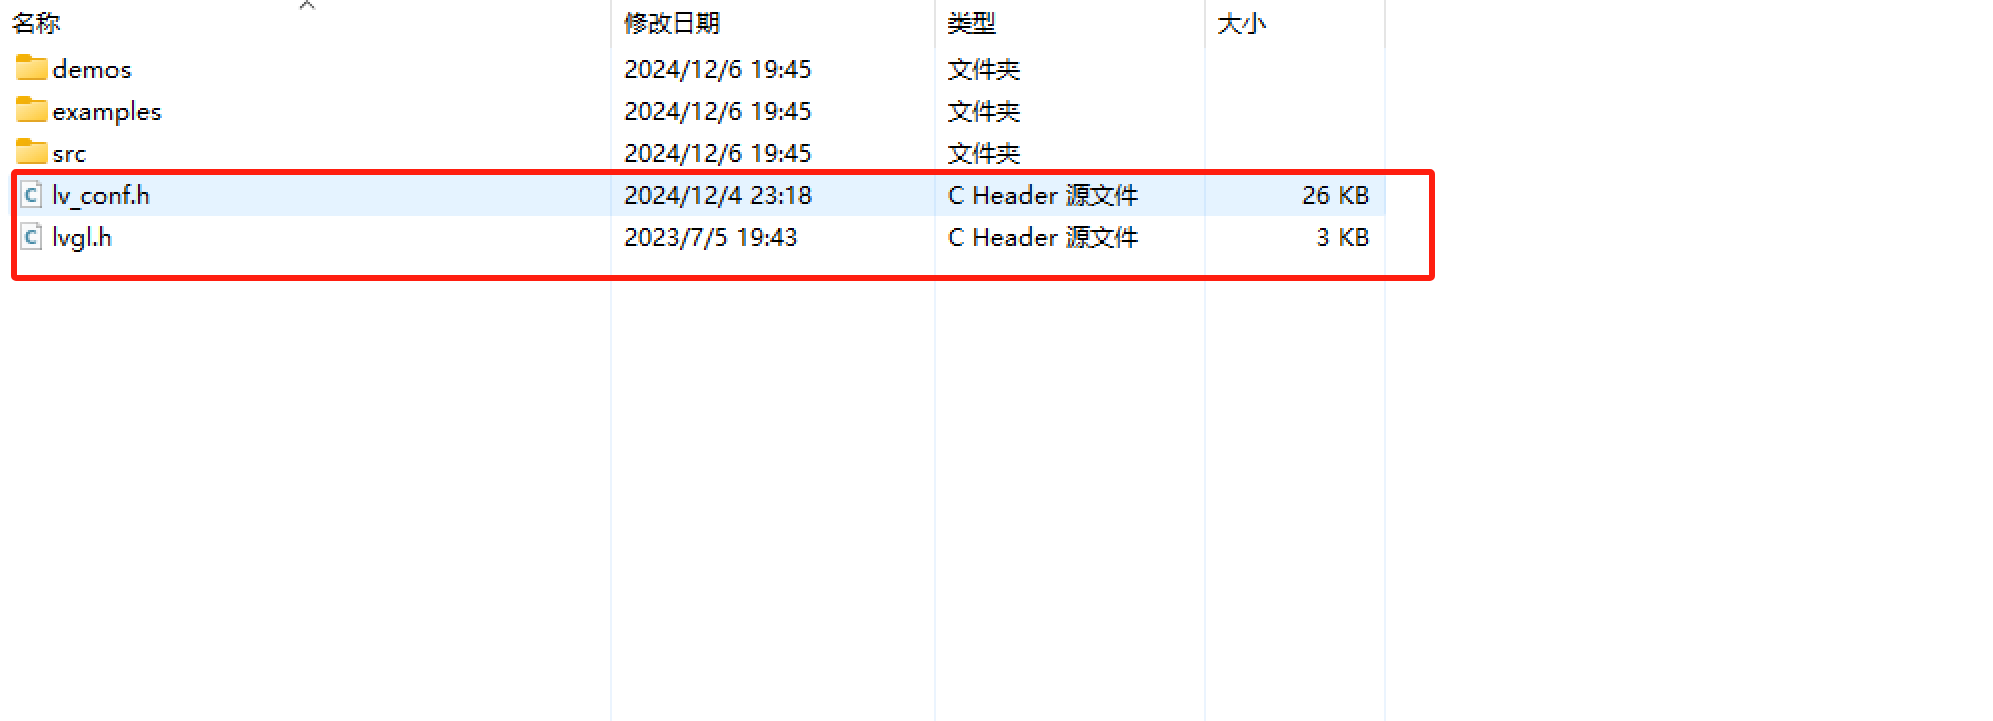 名称 修改日期 类型 大小
demos 2024/12/6 19:45 文件夹
examples 2024/12/6 19:45 文件夹
src 2024/12/6 19:45 文件夹
lv_conf.h 2024/12/4 23:18 C Header 源文件 26 KB
lvgl.h 2023/7/5 19:43 C Header 源文件 3 KB